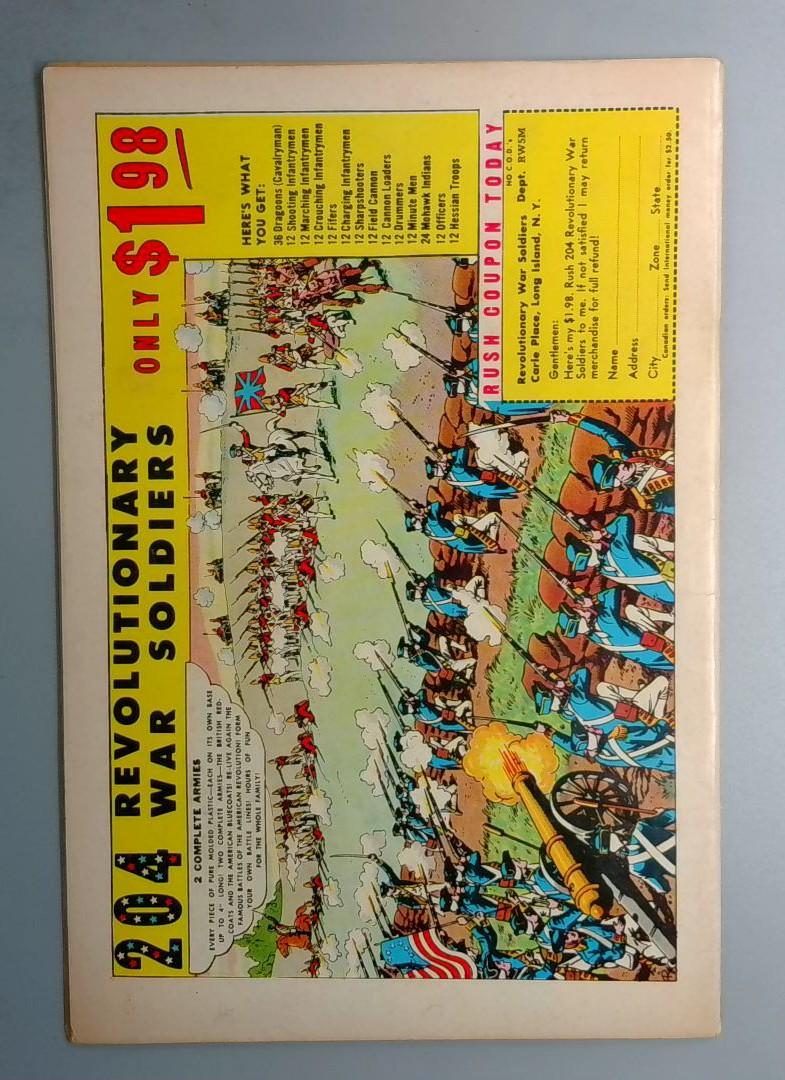 204 REVOLUTIONARY
WAR SOLDIERS
ONLY $1.98
2 COMPLETE ARMIES
EVERY PIECE OF PURE MOLDED PLASTIC—EACH ON ITS OWN BASE
UP TO 4" LONG! TWO COMPLETE ARMIES—THE BRITISH RED-
COATS AND THE AMERICAN BLUECOATS! RE-LIVE AGAIN THE
FAMOUS BATTLES OF THE AMERICAN REVOLUTION! FORM
YOUR OWN BATTLE LINES! HOURS OF FUN
FOR THE WHOLE FAMILY!
HERE'S WHAT
YOU GET:
36 Dragoons (Cavalryman)
12 Shooting Infantrymen
12 Marching Infantrymen
12 Crouching Infantrymen
12 Fifers
12 Charging Infantrymen
12 Sharpshooters
12 Field Cannon
12 Cannon Loaders
12 Drummers
12 Minute Men
24 Mohawk Indians
12 Officers
12 Hessian Troops
RUSH COUPON TODAY
NO C.O.D.'s
Revolutionary War Soldiers Dept. RW5M
Carle Place, Long Island, N. Y.
Gentlemen:
Here's my $1.98. Rush 204 Revolutionary War
Soldiers to me. If not satisfied I may return
merchandise for full refund!
Name
Address
City Zone State
Canadian orders: Send International money order for $2.50.